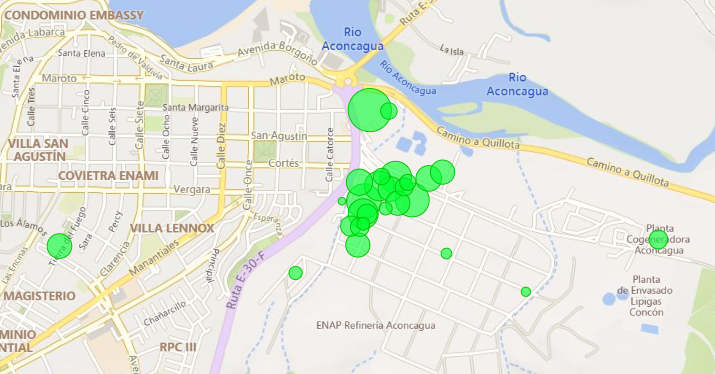 CONDOMINIO EMBASSY
Avenida Labarca
Santa Elena
Pedro de Valdivia
Santa Laura
Avenida-Borgoño
Rio
Aconcagua
Ruta E-
La Isla
Maroto
Maroto
Rio Aconcagua
Rio
Aconcagua
Santa Ele
Calle Tres
Calle Cinco
Calle Seis
Calle Siete
Calle Ocho
Calle Nueve
Santa Margarita
Calle Diez
San Agustín
Calle Catorce
Camino a Quillota
VILLA SAN
AGUSTÍN
COVIETRA ENAMI
Cortés
Calle Once
Camino a Quillota
Vergara
Los Álamos
Tierra del Fuego
Sara
Percy
VILLA LENNOX
Esperanza
Las Encinas
Clarencia
Manantiales
Principal
Ruta E-30-F
Planta
Cogeneradora
Aconcagua
MAGISTERIO
Chañarcillo
Planta
de Envasado
Lipigas
Concón
ENAP Refinería Aconcagua
MINIO
NTIAL
RPC III
Ave